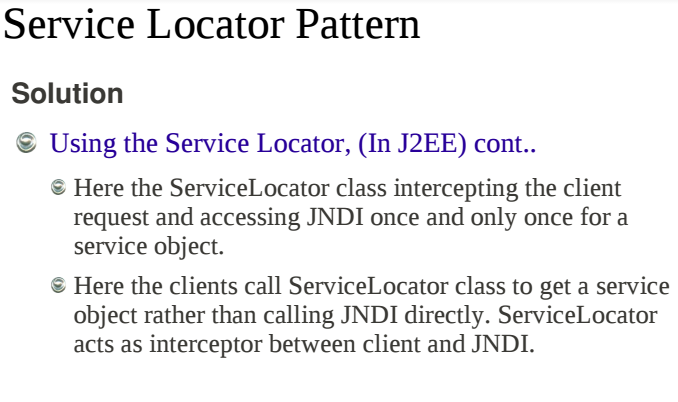 Service Locator Pattern
Solution
Using the Service Locator, (In J2EE) cont..
Here the ServiceLocator class intercepting the client
request and accessing JNDI once and only once for a
service object.
Here the clients call ServiceLocator class to get a service
object rather than calling JNDI directly. ServiceLocator
acts as interceptor between client and JNDI.